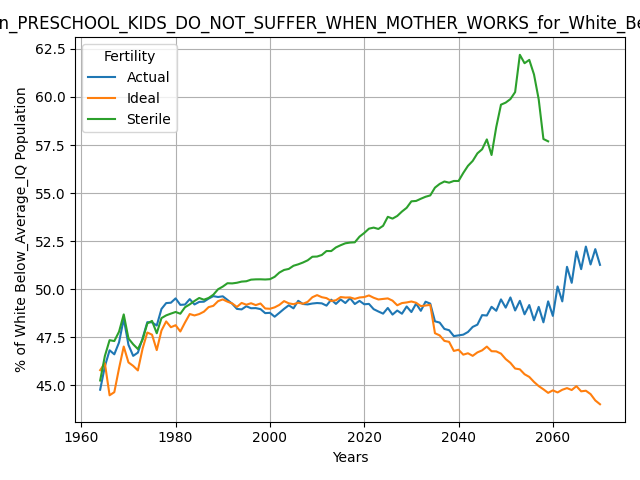 n_PRESCHOOL_KIDS_DO_NOT_SUFFER_WHEN_MOTHER_WORKS_for_White_Be
62.5
60.0
57.5
55.0
52.5
50.0
47.5
45.0
% of White Below_Average_IQ Population
Fertility
Actual
Ideal
Sterile
1960
1980
2000
2020
2040
2060
Years